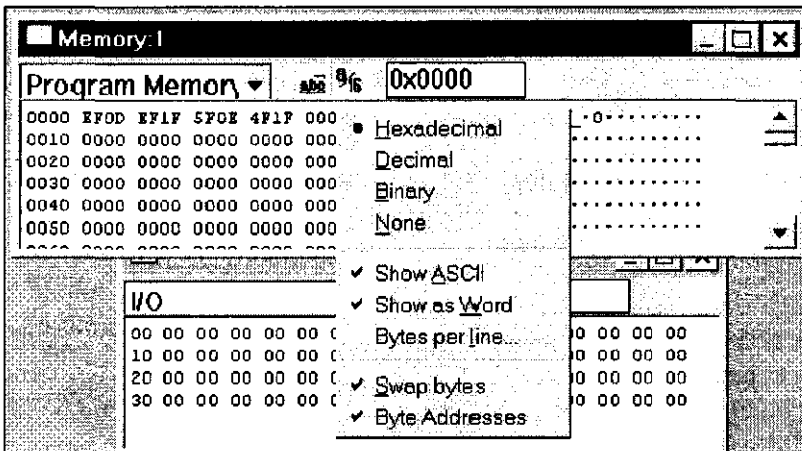 Memory:1
Program Memory 0x0000
0000 EF0D EF1F 5F0E 4F1F 000
0010 0000 0000 0000 0000 000
0020 0000 0000 0000 0000 000
0030 0000 0000 0000 0000 000
0040 0000 0000 0000 0000 000
0050 0000 0000 0000 0000 000
Hexadecimal
Decimal
Binary
None
Show ASCII
Show as Word
Bytes per line...
Swap bytes
Byte Addresses
I/O
00 00 00 00 00 00 00 00 00 00
10 00 00 00 00 00 00 00 00 00
20 00 00 00 00 00 00 00 00 00
30 00 00 00 00 00 00 00 00 00